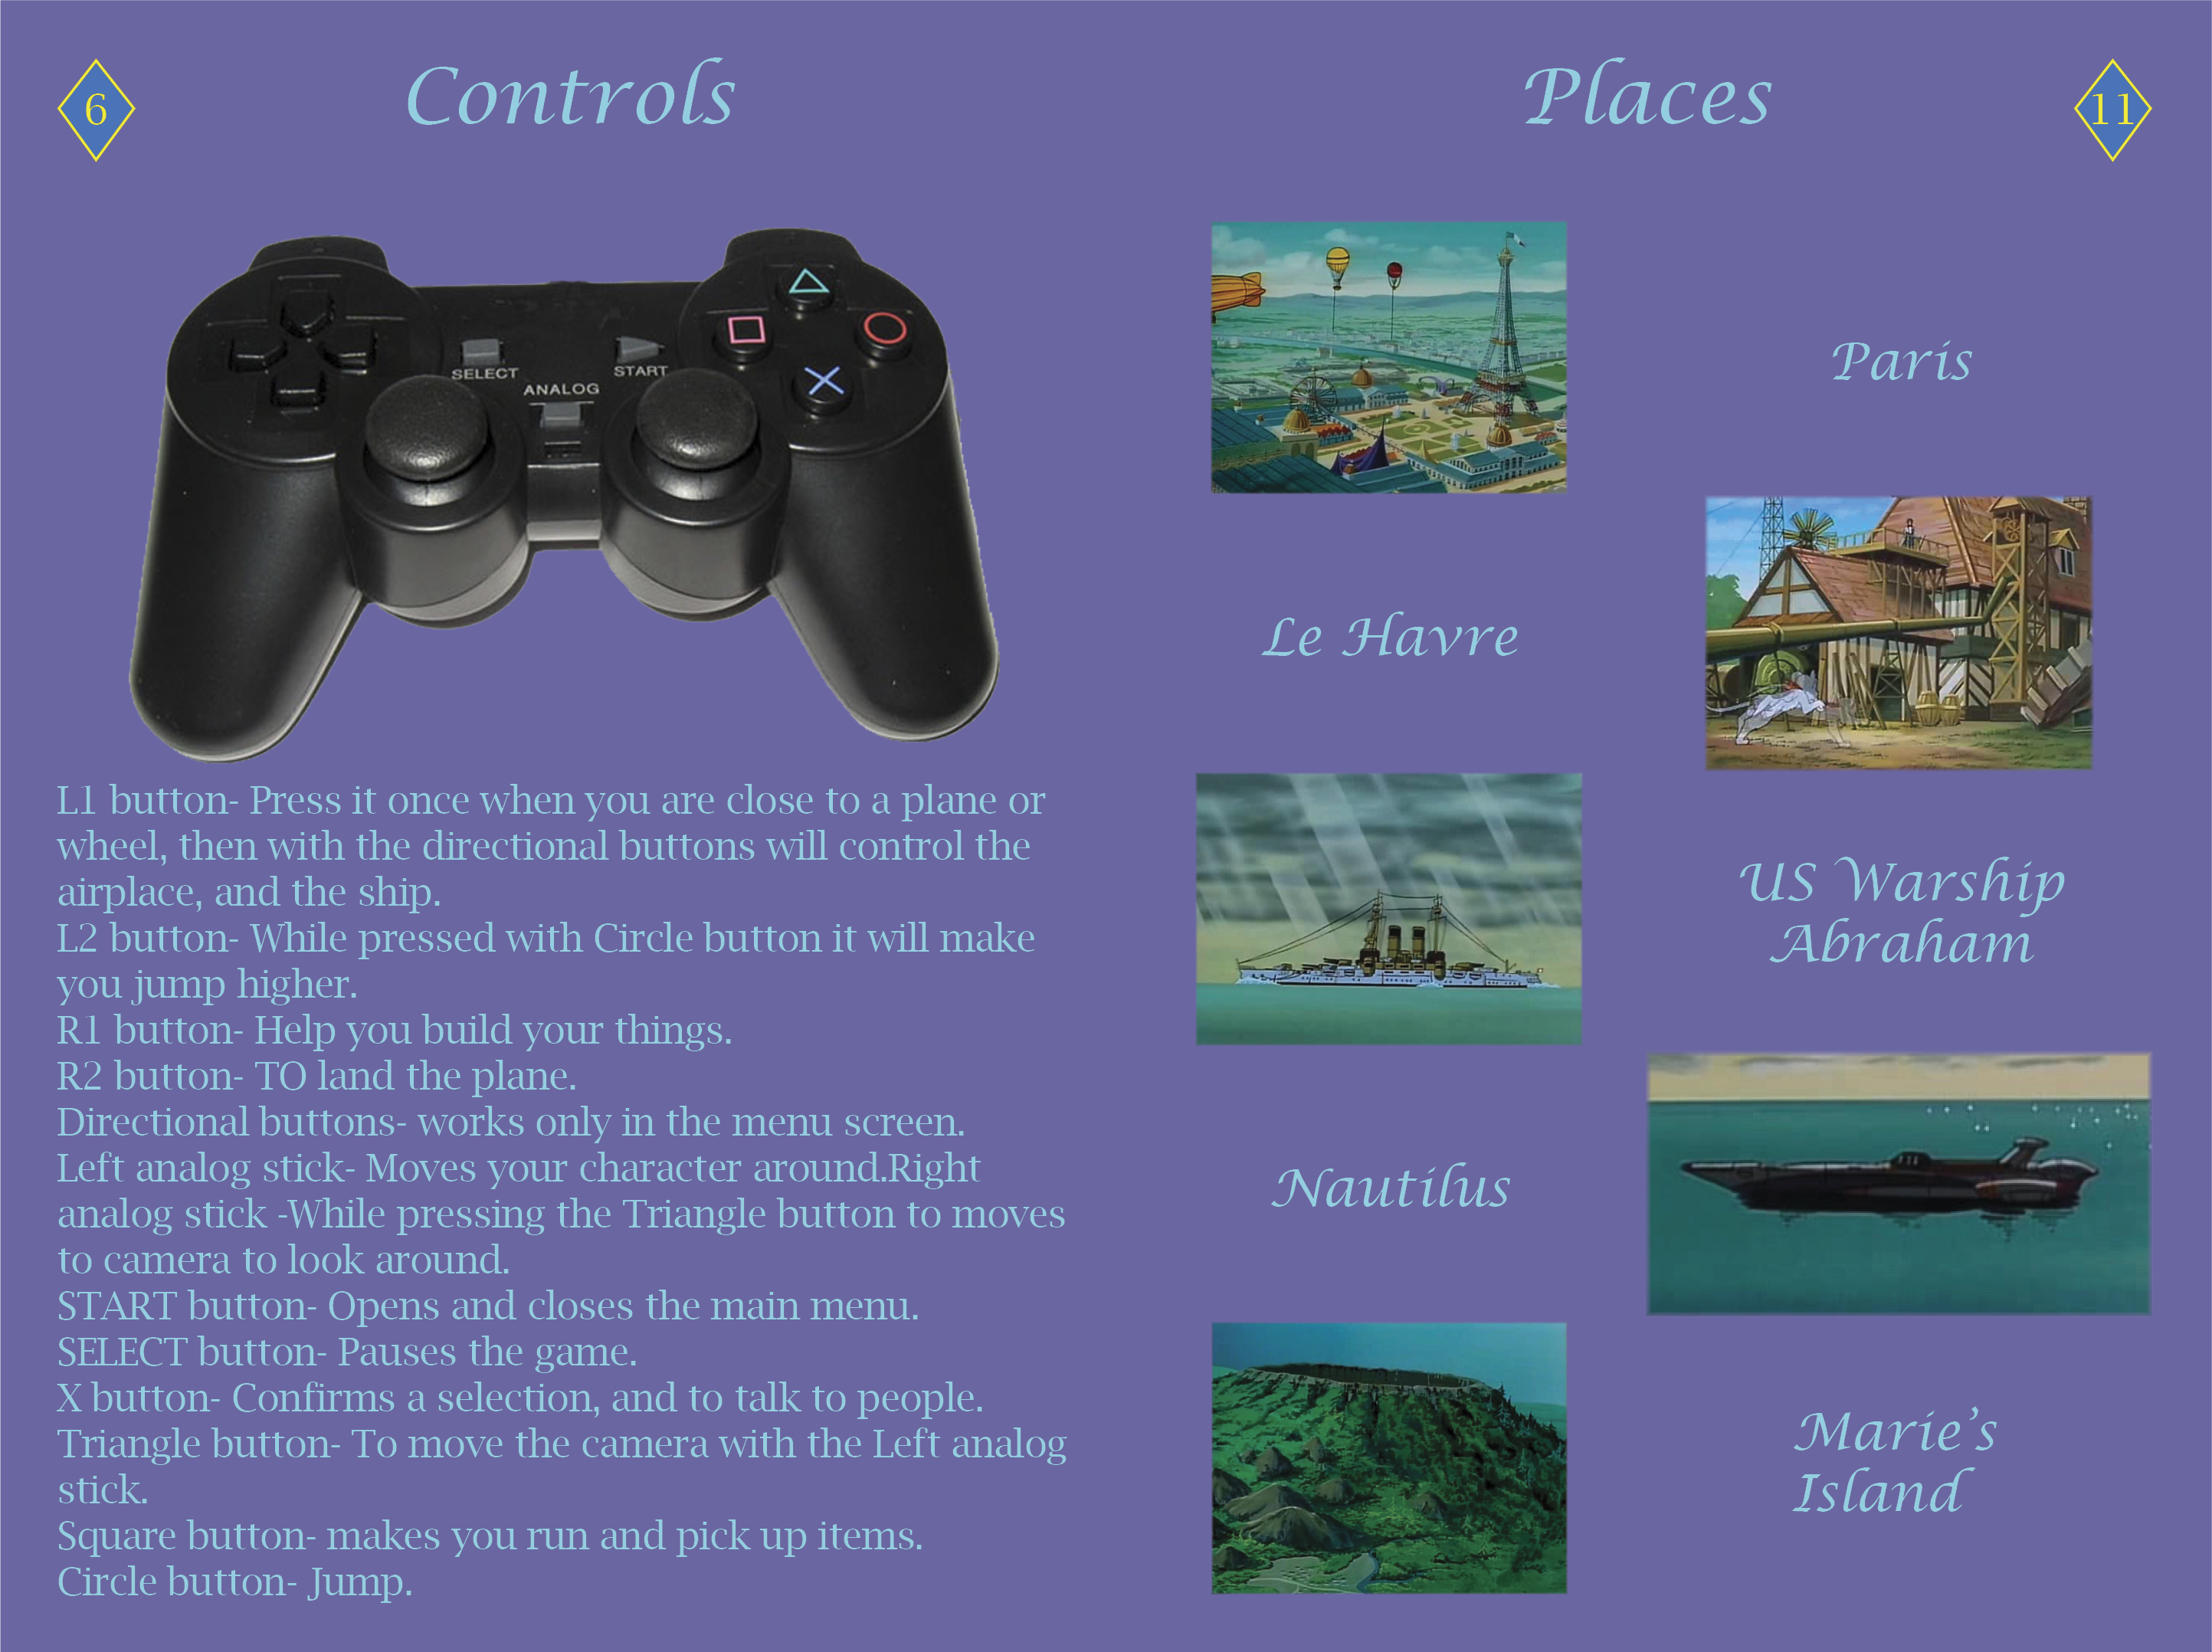 6
Controls
SELECT
START
ANALOG
L1 button- Press it once when you are close to a plane or
wheel, then with the directional buttons will control the
airplace, and the ship.
L2 button- While pressed with Circle button it will make
you jump higher.
R1 button- Help you build your things.
R2 button- TO land the plane.
Directional buttons- works only in the menu screen.
Left analog stick- Moves your character around.Right
analog stick -While pressing the Triangle button to moves
to camera to look around.
START button- Opens and closes the main menu.
SELECT button- Pauses the game.
X button- Confirms a selection, and to talk to people.
Triangle button- To move the camera with the Left analog
stick.
Square button- makes you run and pick up items.
Circle button- Jump.
Places
11
Paris
Le Havre
US Warship
Abraham
Nautilus
Marie’s
Island